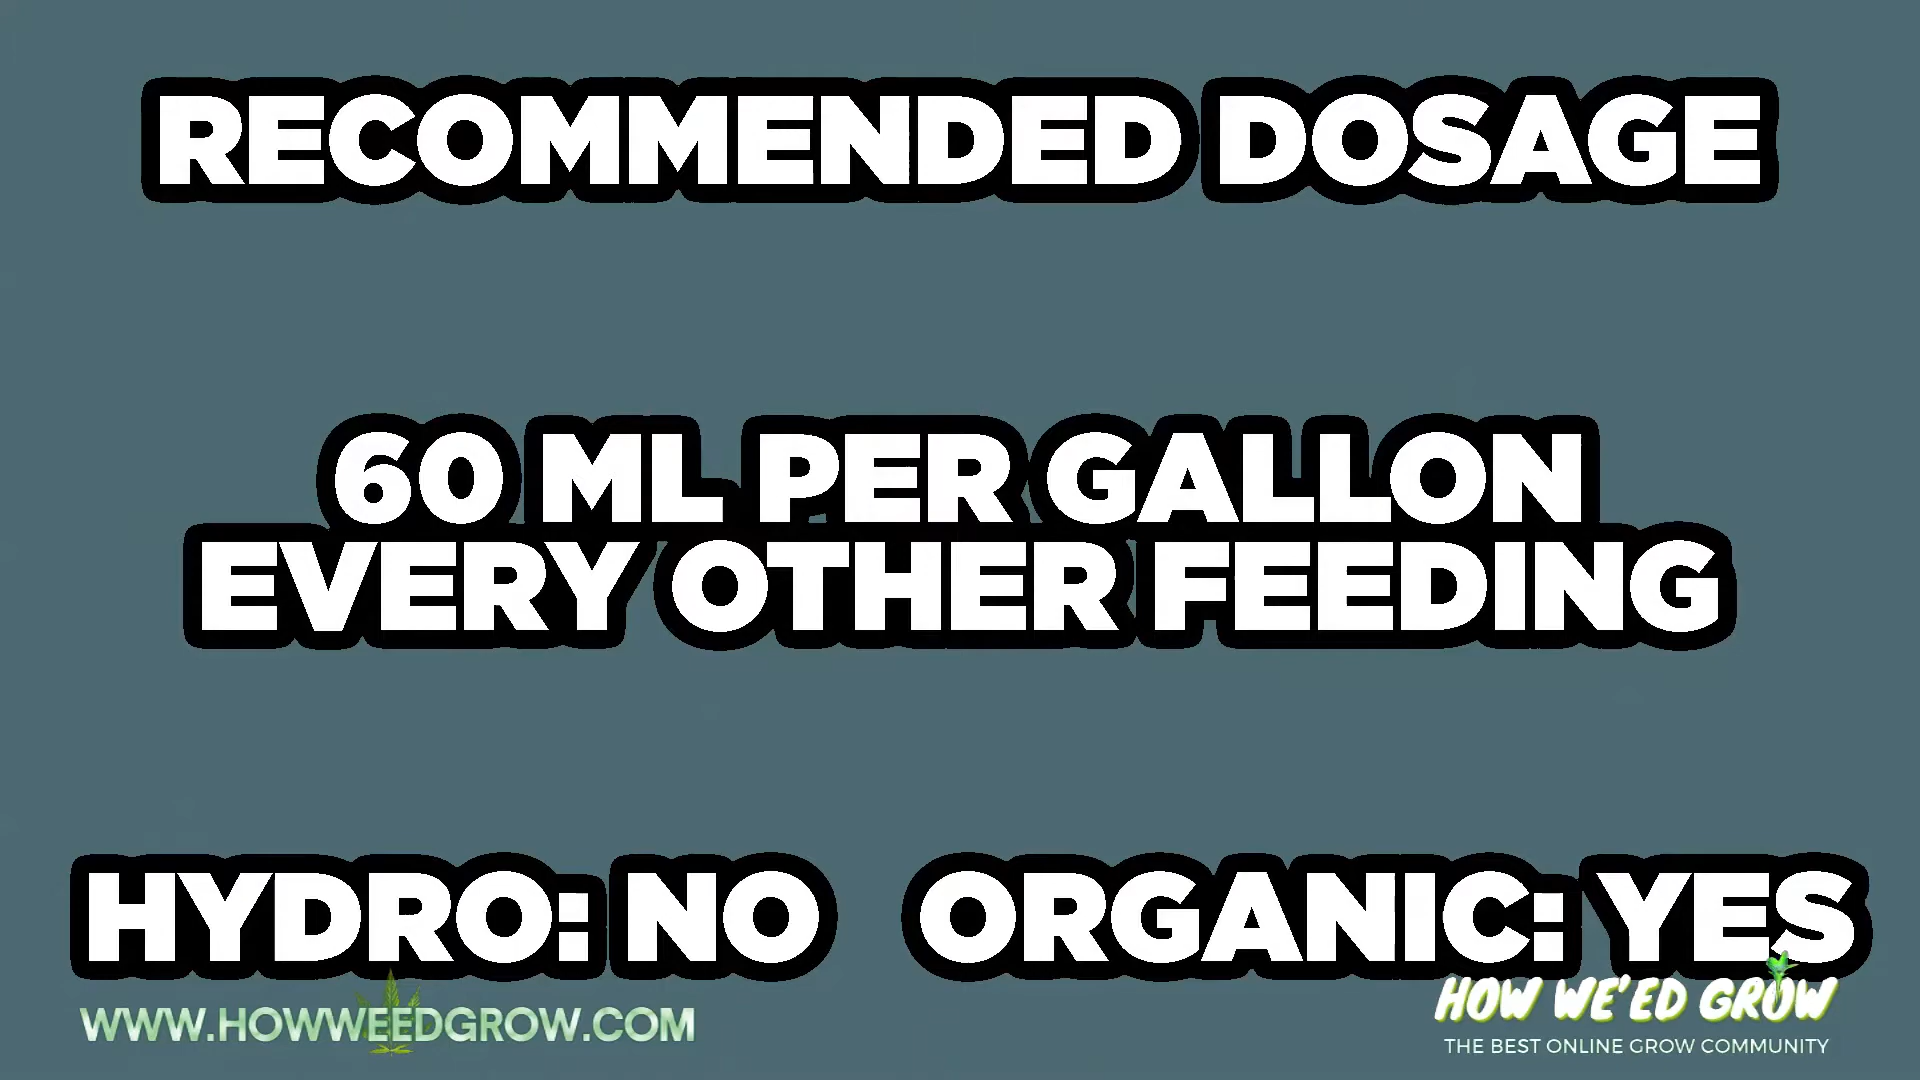 RECOMMENDED DOSAGE
60 ML PER GALLON
EVERY OTHER FEEDING
HYDRO: NO ORGANIC: YES
WWW.HOWWEEDGROW.COM
HOW WE'ED GROW
THE BEST ONLINE GROW COMMUNITY